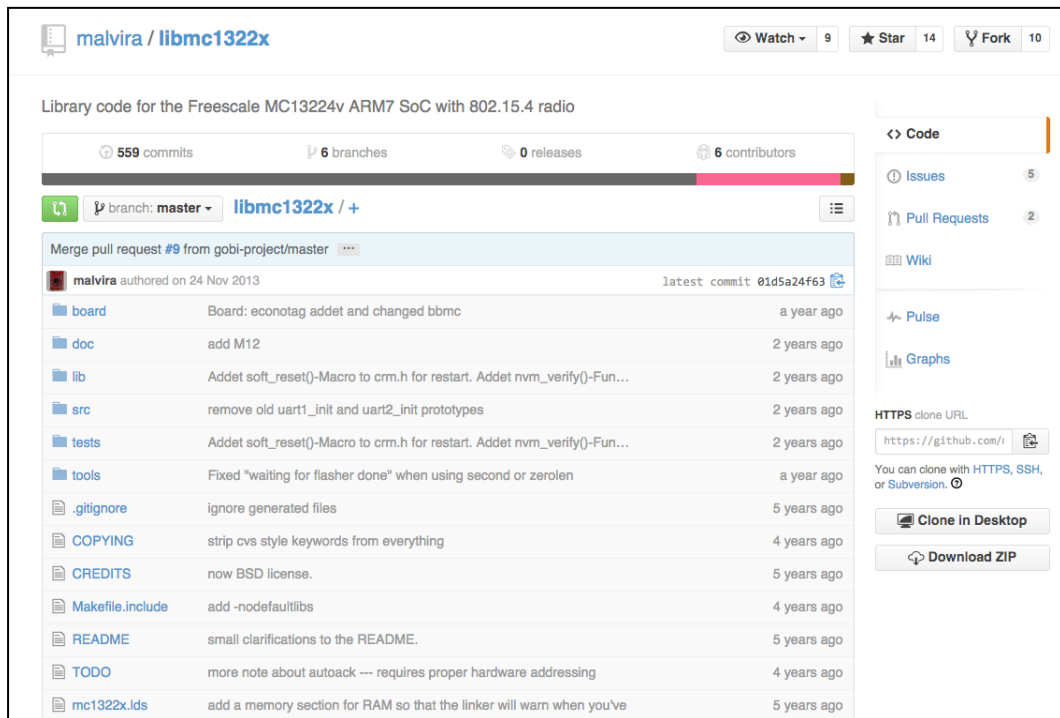 malvira / libmc1322x
Watch 9 Star 14 Fork 10
Library code for the Freescale MC13224v ARM7 SoC with 802.15.4 radio
559 commits 6 branches 0 releases 6 contributors
branch: master libmc1322x / +
Merge pull request #9 from gobi-project/master ...
malvira authored on 24 Nov 2013 latest commit 01d5a24f63
board Board: econotag addet and changed bbmc a year ago
doc add M12 2 years ago
lib Addet soft_reset()-Macro to crm.h for restart. Addet nvm_verify()-Fun... 2 years ago
src remove old uart1_init and uart2_init prototypes 2 years ago
tests Addet soft_reset()-Macro to crm.h for restart. Addet nvm_verify()-Fun... 2 years ago
tools Fixed "waiting for flasher done" when using second or zerolen a year ago
.gitignore ignore generated files 5 years ago
COPYING strip cvs style keywords from everything 4 years ago
CREDITS now BSD license. 5 years ago
Makefile.include add -nodefaultlibs 4 years ago
README small clarifications to the README. 5 years ago
TODO more note about autoack --- requires proper hardware addressing 4 years ago
mc1322x.lds add a memory section for RAM so that the linker will warn when you've 5 years ago
<> Code
Issues 5
Pull Requests 2
Wiki
Pulse
Graphs
HTTPS clone URL
https://github.com/
You can clone with HTTPS, SSH,
or Subversion.
Clone in Desktop
Download ZIP